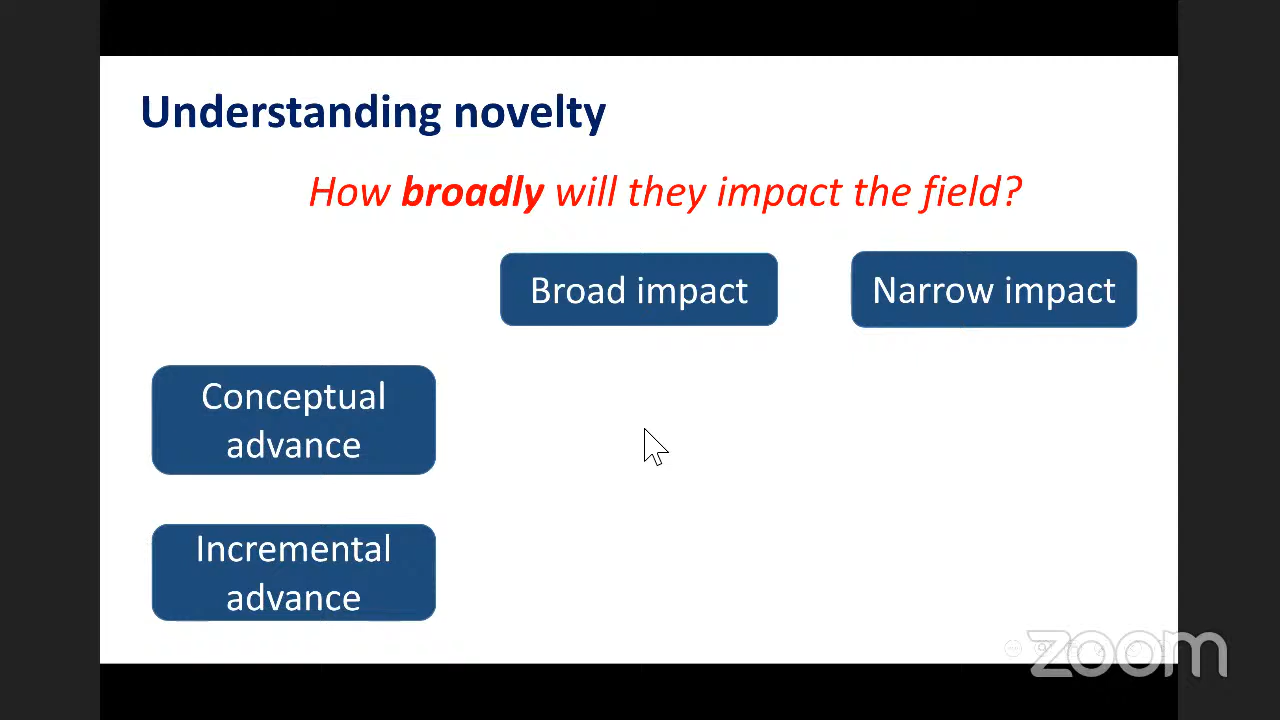 Understanding novelty
How broadly will they impact the field?
Broad impact
Narrow impact
Conceptual
advance
Incremental
advance
zoom